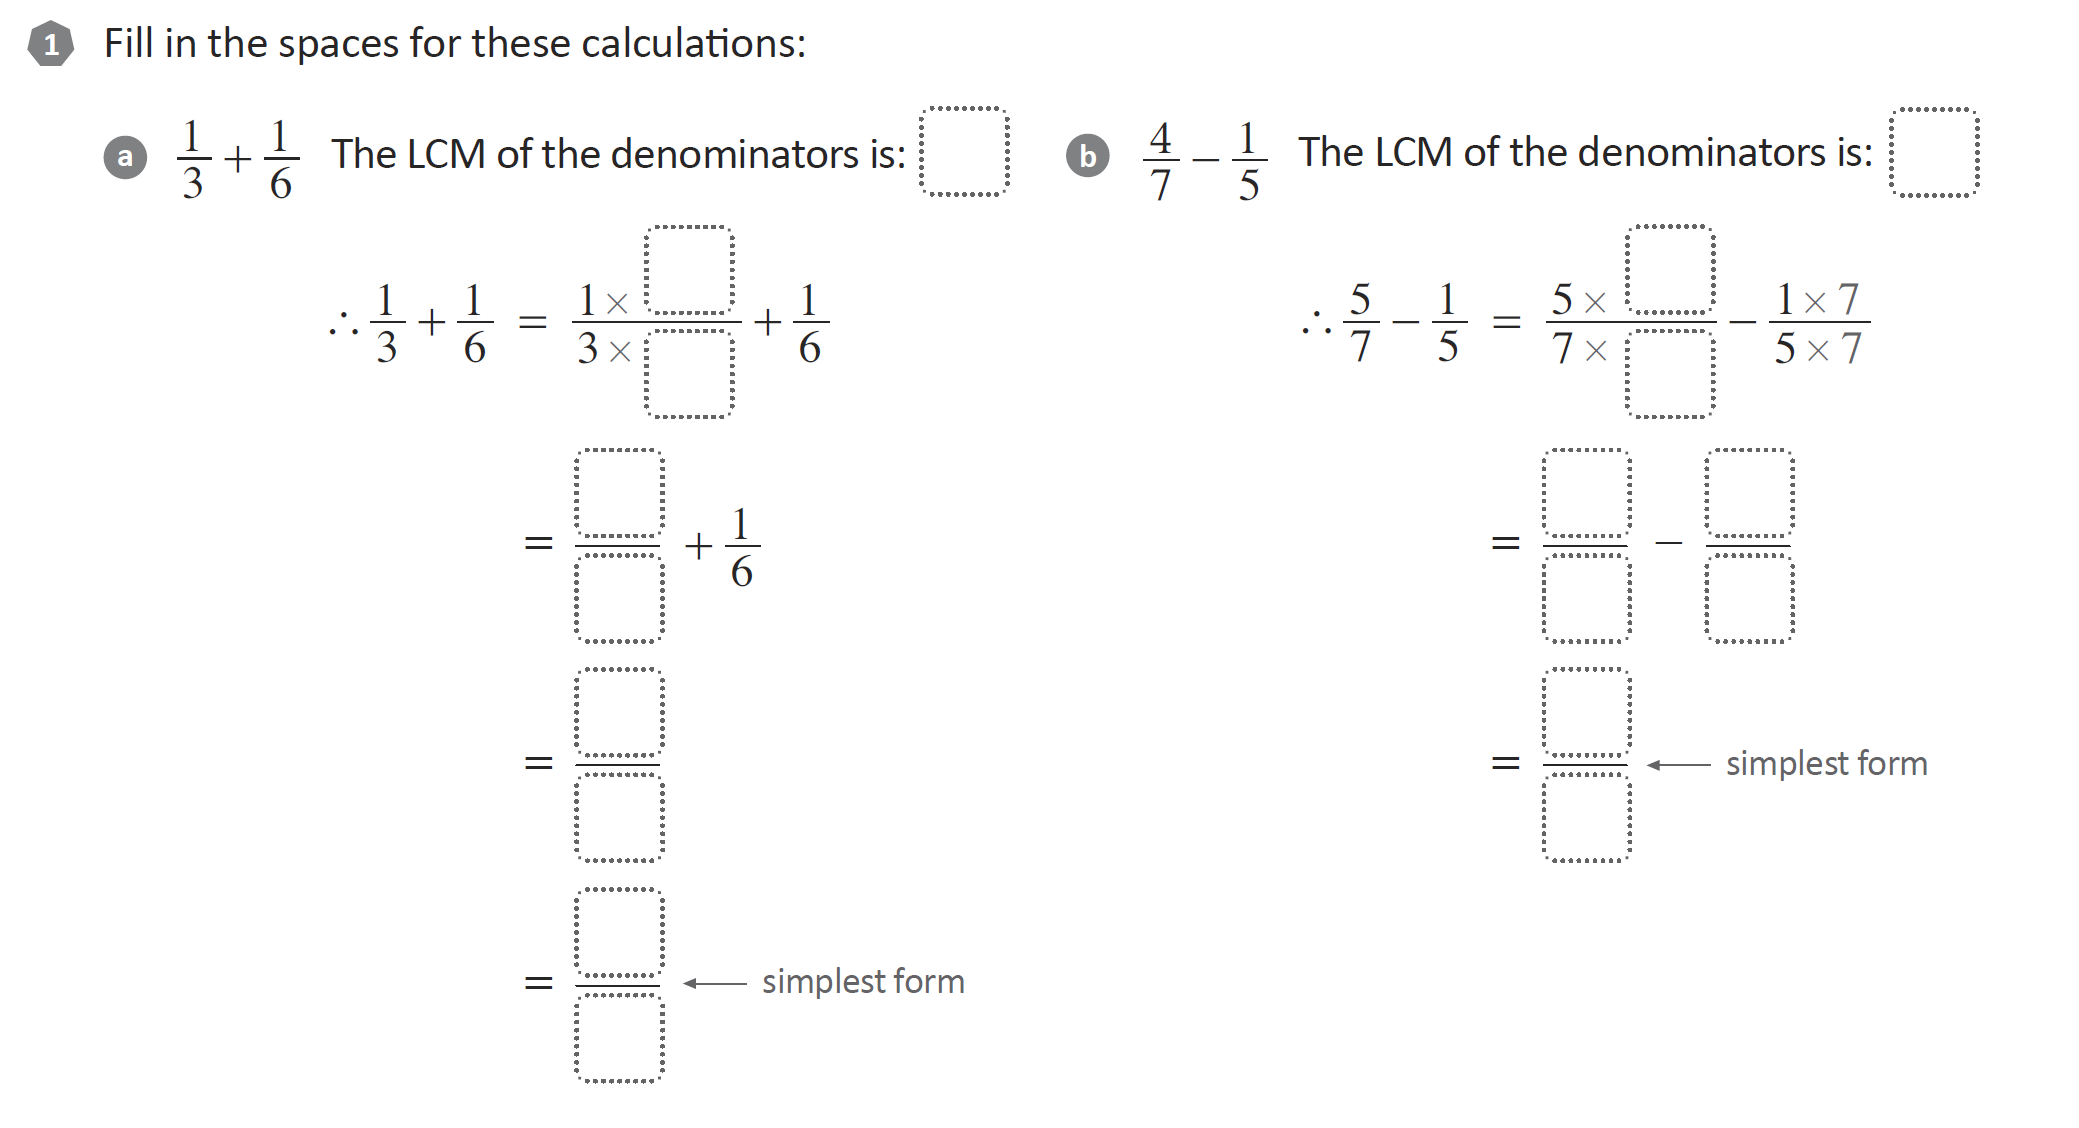 1 Fill in the spaces for these calculations:
a 1/3 + 1/6 The LCM of the denominators is:
∴ 1/3 + 1/6 = 1 × / 3 × + 1/6
= + 1/6
=
= ← simplest form
b 4/7 − 1/5 The LCM of the denominators is:
∴ 5/7 − 1/5 = 5 × / 7 × − 1 × 7 / 5 × 7
= −
= ← simplest form